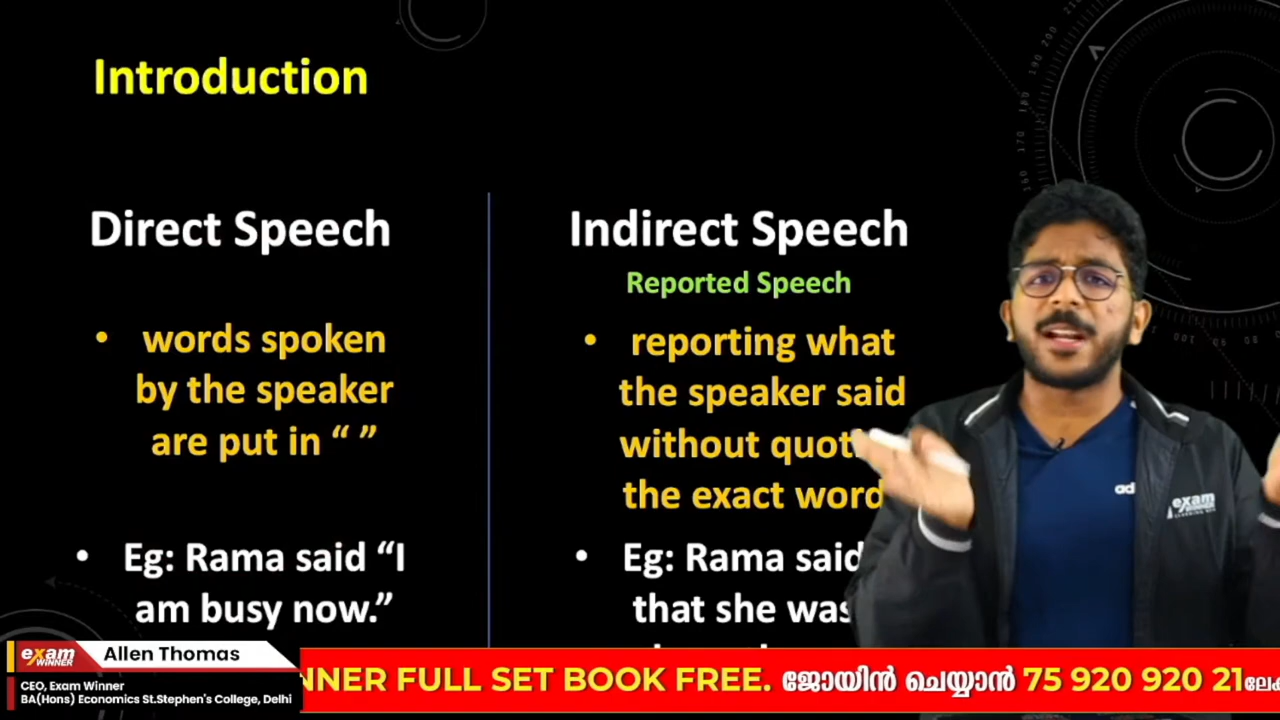 Introduction
Direct Speech
• words spoken
by the speaker
are put in “ ”
• Eg: Rama said “I
am busy now.”
Indirect Speech
Reported Speech
• reporting what
the speaker said
without
the exact
• Eg: Rama said
that she was
ad
exam
exam
WINNER
Allen Thomas
CEO, Exam Winner
BA(Hons) Economics St.Stephen's College, Delhi
FULL SET BOOK FREE. ജോയിൻ ചെയ്യാൻ 75 920 920 21